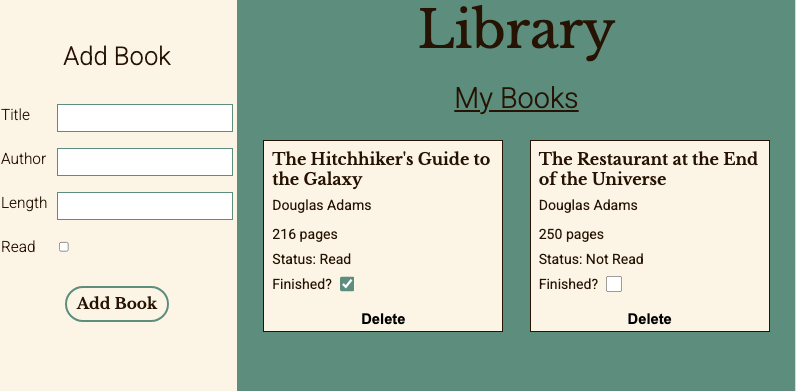 Add Book
Title
Author
Length
Read
Add Book
Library
My Books
The Hitchhiker's Guide to
the Galaxy
Douglas Adams
216 pages
Status: Read
Finished?
Delete
The Restaurant at the End
of the Universe
Douglas Adams
250 pages
Status: Not Read
Finished?
Delete